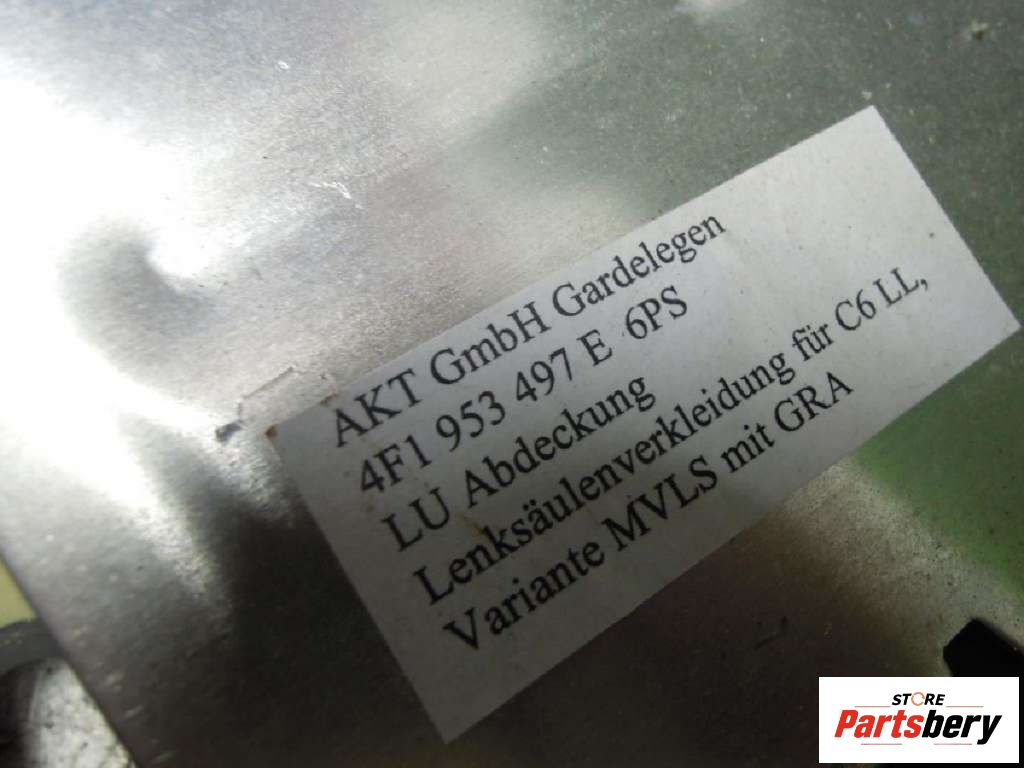 AKT GmbH Gardelegen
4F1 953 497 E 6PS
LU Abdeckung
Lenksäulenverkleidung für C6 LL,
Variante MVLS mit GRA
STORE
Partsbery